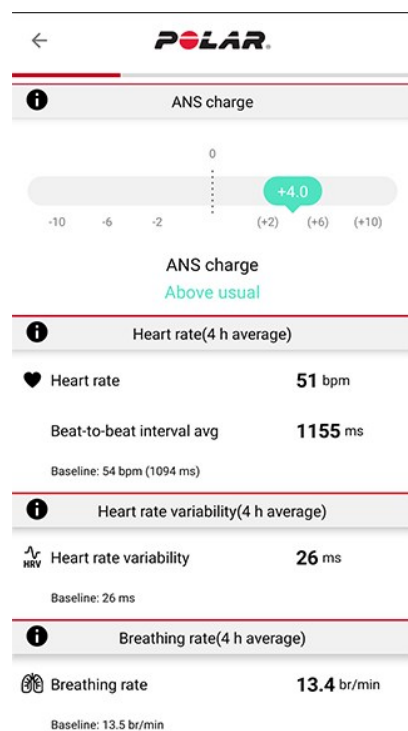 POLAR.
ANS charge
0
+4.0
-10 -6 -2 (+2) (+6) (+10)
ANS charge
Above usual
Heart rate(4 h average)
Heart rate 51 bpm
Beat-to-beat interval avg 1155 ms
Baseline: 54 bpm (1094 ms)
Heart rate variability(4 h average)
HRV Heart rate variability 26 ms
Baseline: 26 ms
Breathing rate(4 h average)
Breathing rate 13.4 br/min
Baseline: 13.5 br/min